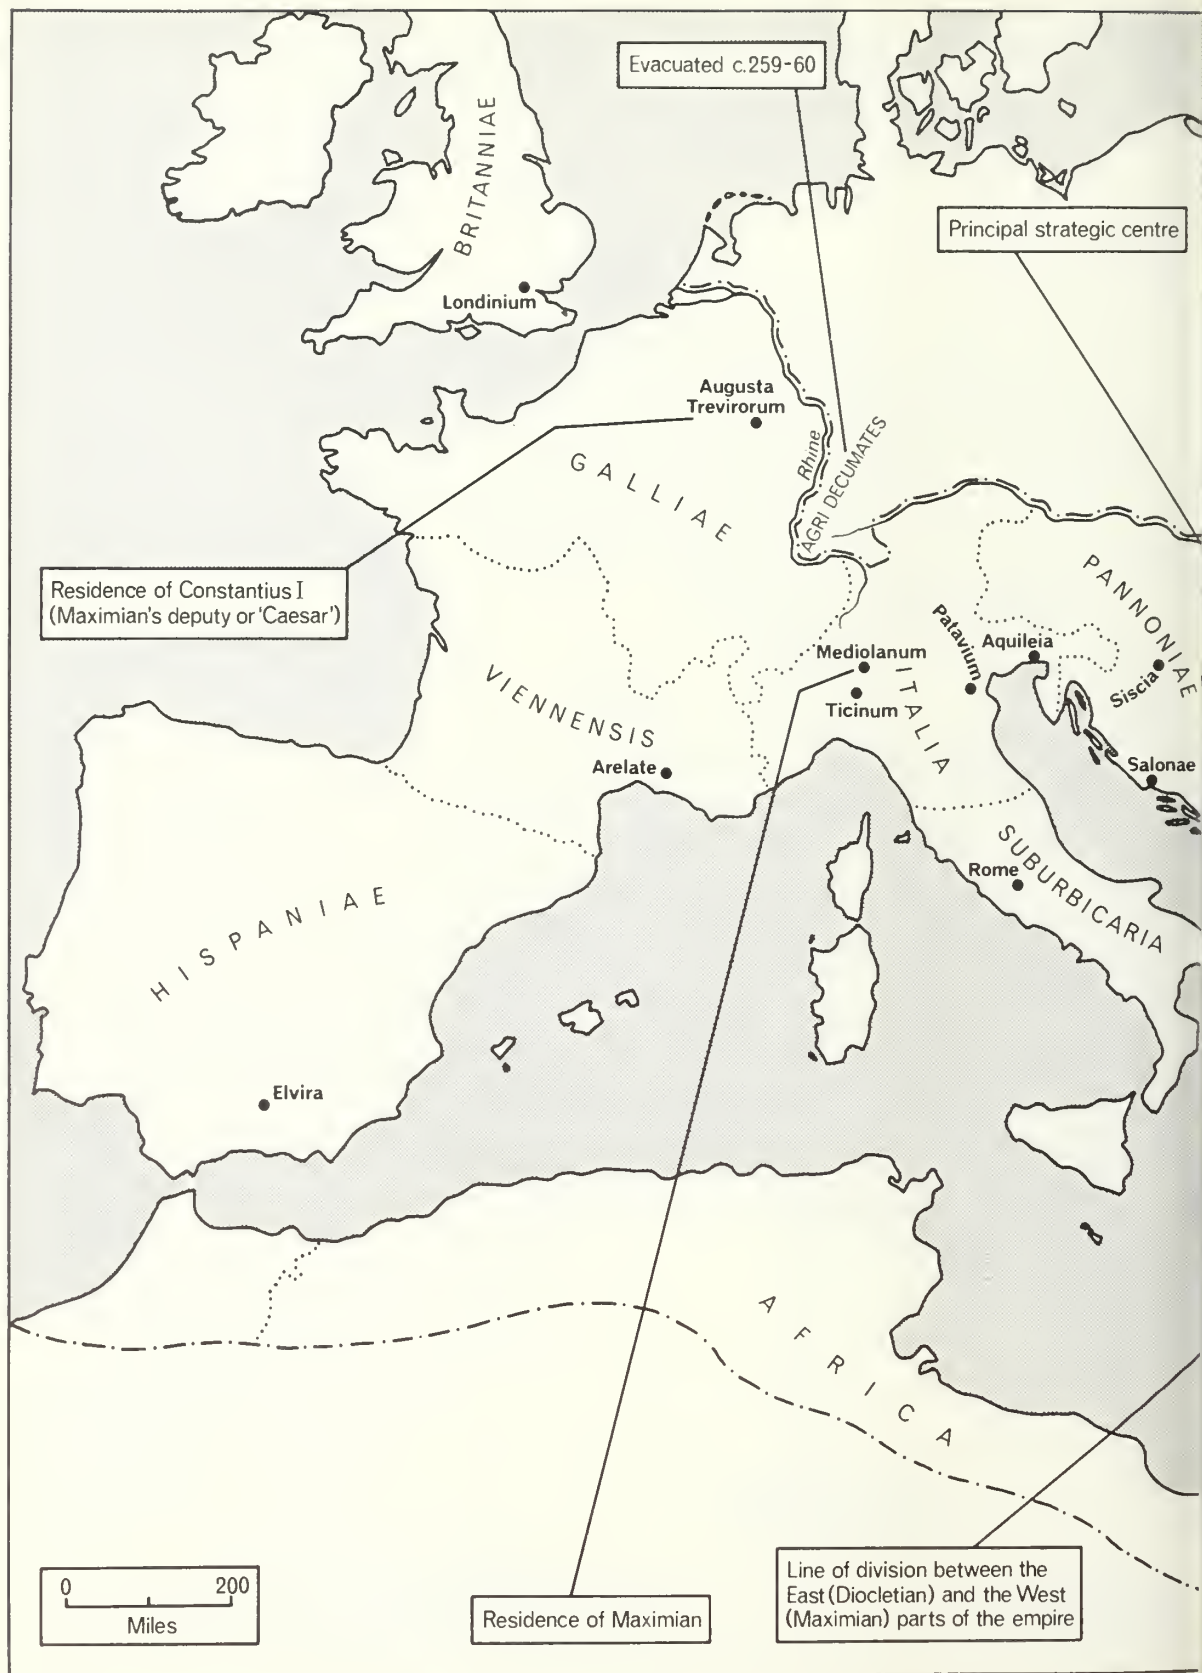 Evacuated c.259-60
BRITANNIAE
Principal strategic centre
Londinium
Augusta
Trevirorum
Rhine
AGRI DECUMATES
GALLIAE
Residence of Constantius I
(Maximian's deputy or 'Caesar')
PANNONIAE
Patavium
Aquileia
Mediolanum
Siscia
VIENNENSIS
ITALIA
Ticinum
Arelate
Salonae
SUBURBICARIA
Rome
HISPANIAE
Elvira
AFRICA
0 200
Miles
Residence of Maximian
Line of division between the
East (Diocletian) and the West
(Maximian) parts of the empire